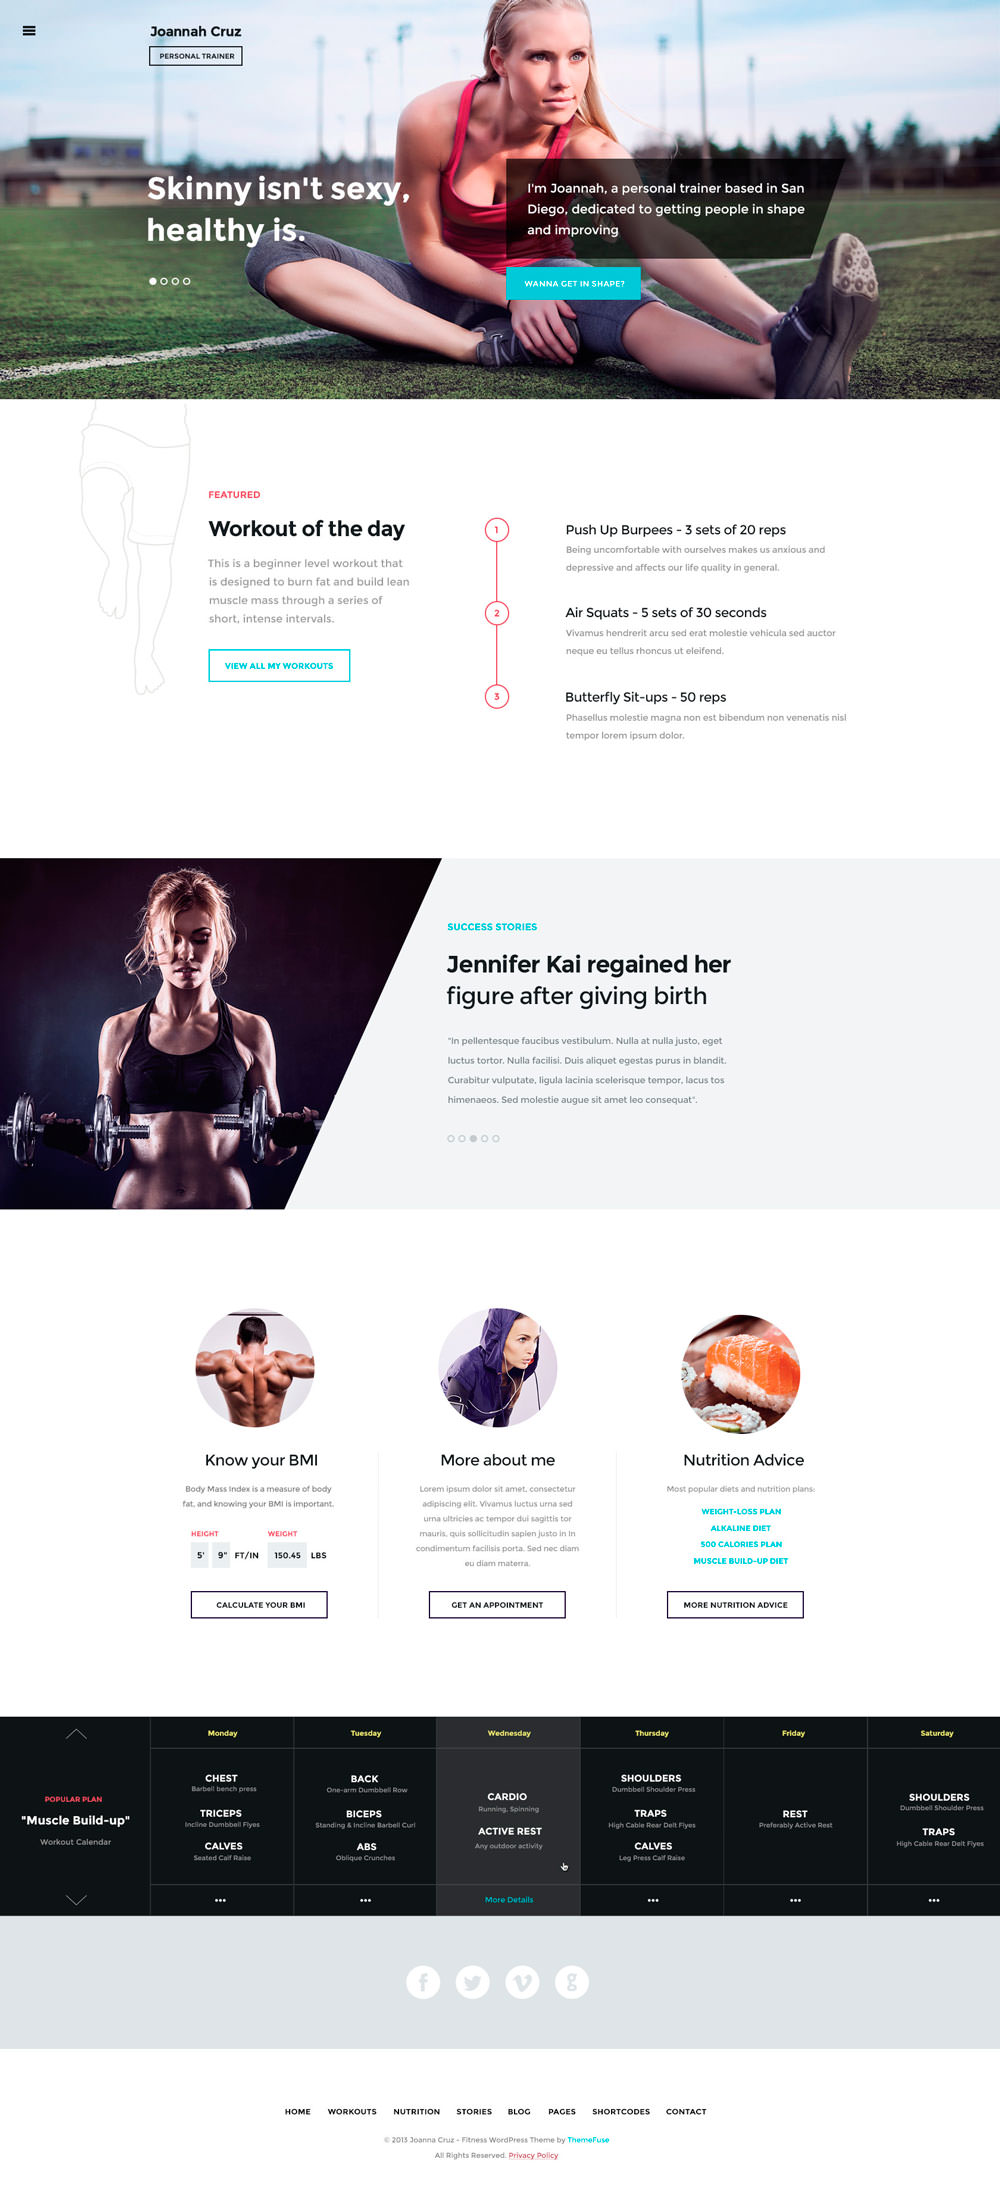 Joannah Cruz
PERSONAL TRAINER
Skinny isn't sexy,
healthy is.
I'm Joannah, a personal trainer based in San
Diego, dedicated to getting people in shape
and improving
WANNA GET IN SHAPE?
FEATURED
Workout of the day
This is a beginner level workout that
is designed to burn fat and build lean
muscle mass through a series of
short, intense intervals.
VIEW ALL MY WORKOUTS
1
Push Up Burpees - 3 sets of 20 reps
Being uncomfortable with ourselves makes us anxious and
depressive and affects our life quality in general.
2
Air Squats - 5 sets of 30 seconds
Vivamus hendrerit arcu sed erat molestie vehicula sed auctor
neque eu tellus rhoncus ut eleifend.
3
Butterfly Sit-ups - 50 reps
Phasellus molestie magna non est bibendum non venenatis nisl
tempor lorem ipsum dolor.
SUCCESS STORIES
Jennifer Kai regained her
figure after giving birth
"In pellentesque faucibus vestibulum. Nulla at nulla justo, eget
luctus tortor. Nulla facilisi. Duis aliquet egestas purus in blandit.
Curabitur vulputate, ligula lacinia scelerisque tempor, lacus tos
himenaeos. Sed molestie augue sit amet leo consequat".
Know your BMI
Body Mass Index is a measure of body
fat, and knowing your BMI is important.
HEIGHT WEIGHT
5' 9" FT/IN 150.45 LBS
CALCULATE YOUR BMI
More about me
Lorem ipsum dolor sit amet, consectetur
adipiscing elit. Vivamus luctus urna sed
urna ultricies ac tempor dui sagittis tor
mauris, quis sollicitudin sapien justo in In
condimentum facilisis porta. Sed nec diam
eu diam materra.
GET AN APPOINTMENT
Nutrition Advice
Most popular diets and nutrition plans:
WEIGHT-LOSS PLAN
ALKALINE DIET
500 CALORIES PLAN
MUSCLE BUILD-UP DIET
MORE NUTRITION ADVICE
POPULAR PLAN
"Muscle Build-up"
Workout Calendar
Monday
CHEST
Barbell bench press
TRICEPS
Incline Dumbbell Flyes
CALVES
Seated Calf Raise
•••
Tuesday
BACK
One-arm Dumbbell Row
BICEPS
Standing & Incline Barbell Curl
ABS
Oblique Crunches
•••
Wednesday
CARDIO
Running, Spinning
ACTIVE REST
Any outdoor activity
More Details
Thursday
SHOULDERS
Dumbbell Shoulder Press
TRAPS
High Cable Rear Delt Flyes
CALVES
Leg Press Calf Raise
•••
Friday
REST
Preferably Active Rest
•••
Saturday
SHOULDERS
Dumbbell Shoulder Press
TRAPS
High Cable Rear Delt Flyes
•••
HOME WORKOUTS NUTRITION STORIES BLOG PAGES SHORTCODES CONTACT
© 2013 Joanna Cruz - Fitness WordPress Theme by ThemeFuse
All Rights Reserved. Privacy Policy